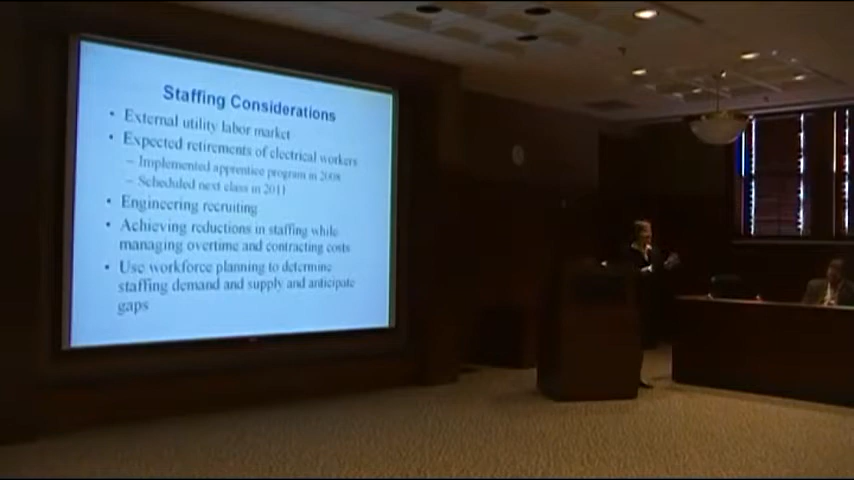 Staffing Considerations
• External utility labor market
• Expected retirements of electrical workers
– Implemented apprentice program in 2008
– Scheduled next class in 2011
• Engineering recruiting
• Achieving reductions in staffing while
managing overtime and contracting costs
• Use workforce planning to determine
staffing demand and supply and anticipate
gaps